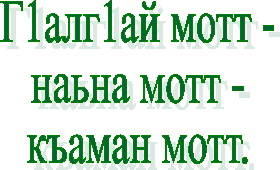 Г1алг1ай мотт -
наьна мотт -
къаман мотт.